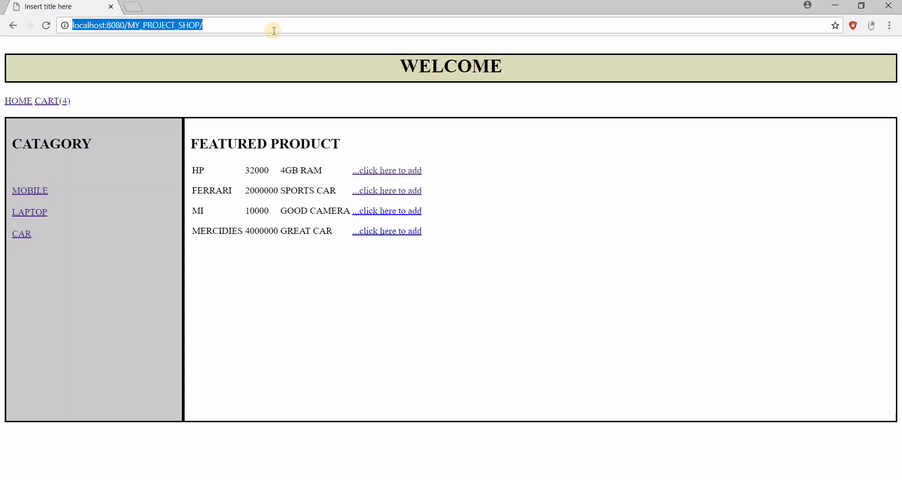 Insert title here
localhost:8080/MY_PROJECT_SHOP/
WELCOME
HOME CART(4)
CATAGORY
MOBILE
LAPTOP
CAR
FEATURED PRODUCT
HP 32000 4GB RAM ...click here to add
FERRARI 2000000 SPORTS CAR ...click here to add
MI 10000 GOOD CAMERA ...click here to add
MERCIDIES 4000000 GREAT CAR ...click here to add